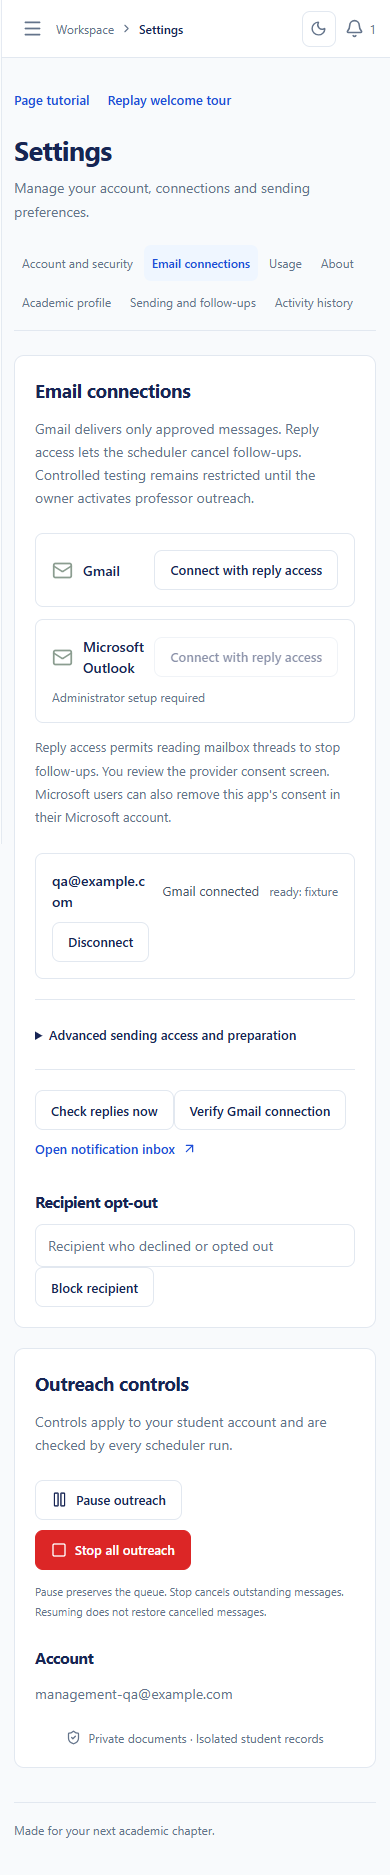 Workspace > Settings 1
Page tutorial Replay welcome tour
Settings
Manage your account, connections and sending
preferences.
Account and security Email connections Usage About
Academic profile Sending and follow-ups Activity history
Email connections
Gmail delivers only approved messages. Reply
access lets the scheduler cancel follow-ups.
Controlled testing remains restricted until the
owner activates professor outreach.
Gmail Connect with reply access
Microsoft
Outlook
Connect with reply access
Administrator setup required
Reply access permits reading mailbox threads to stop
follow-ups. You review the provider consent screen.
Microsoft users can also remove this app's consent in
their Microsoft account.
qa@example.c
om
Gmail connected ready: fixture
Disconnect
Advanced sending access and preparation
Check replies now Verify Gmail connection
Open notification inbox
Recipient opt-out
Recipient who declined or opted out
Block recipient
Outreach controls
Controls apply to your student account and are
checked by every scheduler run.
Pause outreach
Stop all outreach
Pause preserves the queue. Stop cancels outstanding messages.
Resuming does not restore cancelled messages.
Account
management-qa@example.com
Private documents · Isolated student records
Made for your next academic chapter.